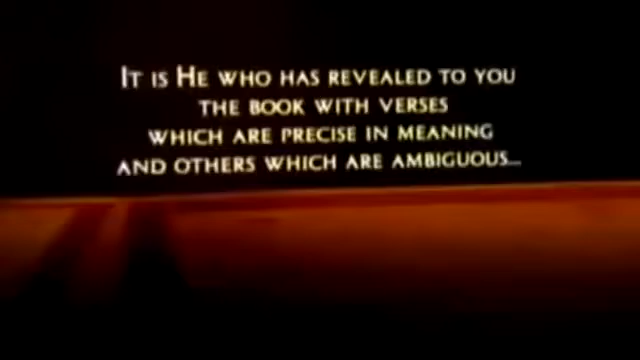 IT IS HE WHO HAS REVEALED TO YOU
THE BOOK WITH VERSES
WHICH ARE PRECISE IN MEANING
AND OTHERS WHICH ARE AMBIGUOUS...